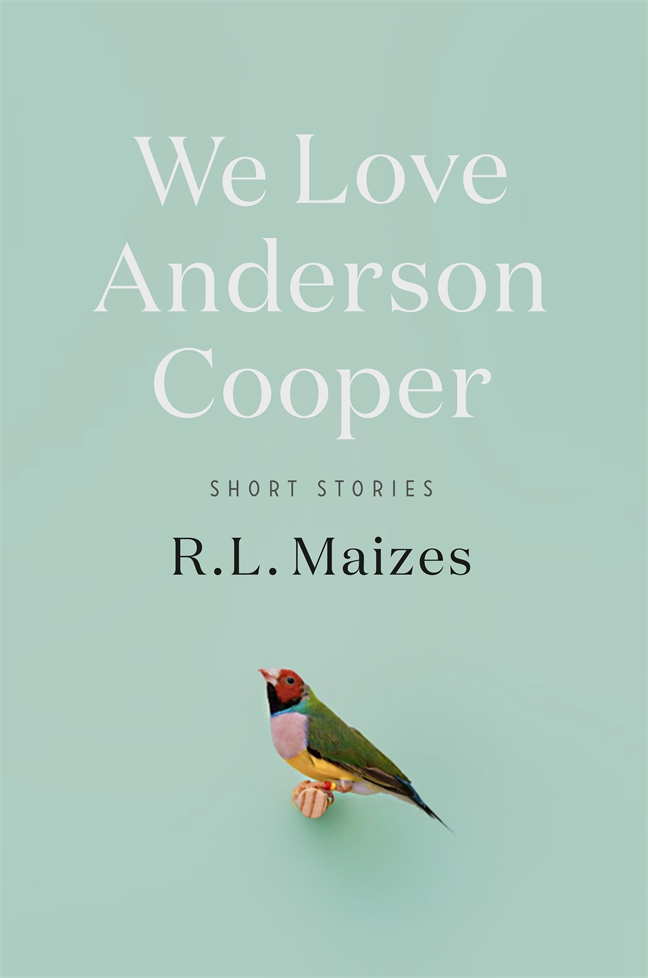 We Love
Anderson
Cooper
SHORT STORIES
R.L. Maizes